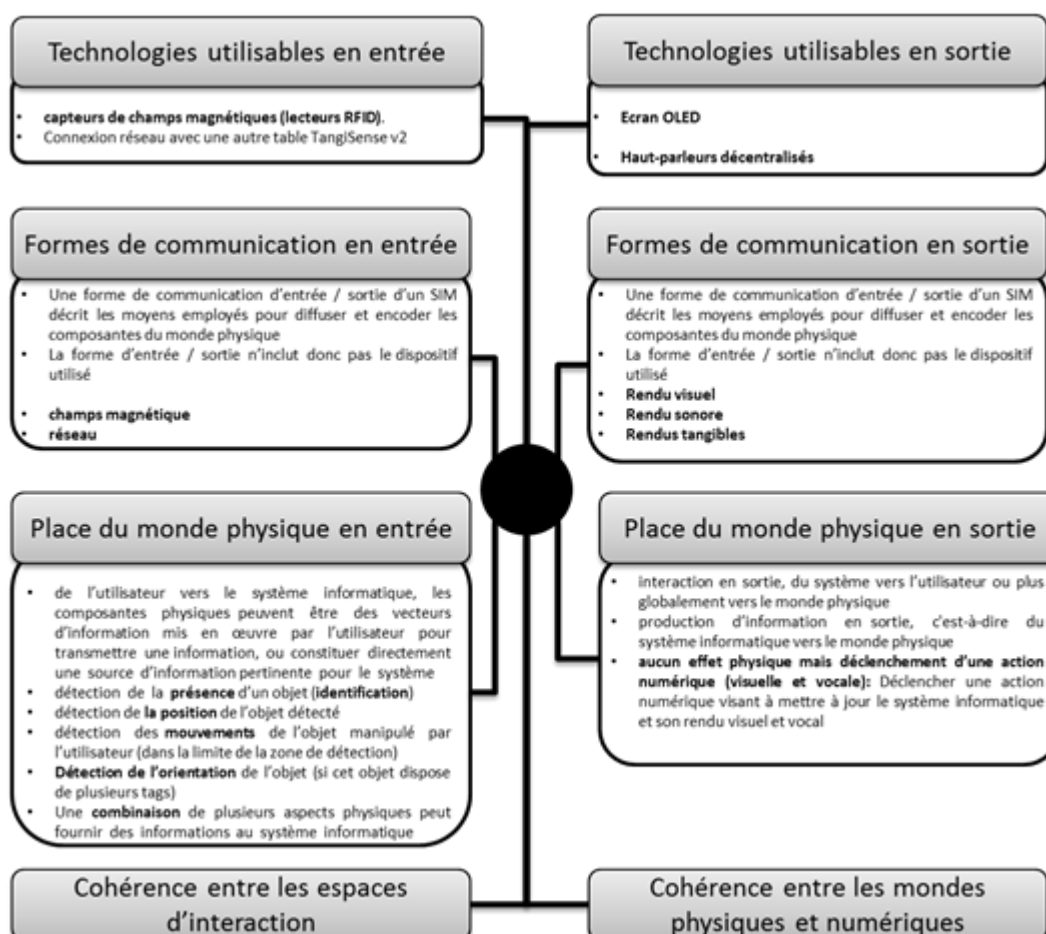 Technologies utilisables en entrée
• capteurs de champs magnétiques (lecteurs RFID).
• Connexion réseau avec une autre table TangiSense v2
Technologies utilisables en sortie
• Ecran OLED
• Haut-parleurs décentralisés
Formes de communication en entrée
• Une forme de communication d'entrée / sortie d'un SIM
décrit les moyens employés pour diffuser et encoder les
composantes du monde physique
• La forme d'entrée / sortie n'inclut donc pas le dispositif
utilisé
• champs magnétique
• réseau
Formes de communication en sortie
• Une forme de communication d'entrée / sortie d'un SIM
décrit les moyens employés pour diffuser et encoder les
composantes du monde physique
• La forme d'entrée / sortie n'inclut donc pas le dispositif
utilisé
• Rendu visuel
• Rendu sonore
• Rendus tangibles
Place du monde physique en entrée
• de l'utilisateur vers le système informatique, les
composantes physiques peuvent être des vecteurs
d'information mis en œuvre par l'utilisateur pour
transmettre une information, ou constituer directement
une source d'information pertinente pour le système
• détection de la présence d'un objet (identification)
• détection de la position de l'objet détecté
• détection des mouvements de l'objet manipulé par
l'utilisateur (dans la limite de la zone de détection)
• Détection de l'orientation de l'objet (si cet objet dispose
de plusieurs tags)
• Une combinaison de plusieurs aspects physiques peut
fournir des informations au système informatique
Place du monde physique en sortie
• interaction en sortie, du système vers l'utilisateur ou plus
globalement vers le monde physique
• production d'information en sortie, c'est-à-dire du
système informatique vers le monde physique
• aucun effet physique mais déclenchement d'une action
numérique (visuelle et vocale): Déclencher une action
numérique visant à mettre à jour le système informatique
et son rendu visuel et vocal
Cohérence entre les espaces
d'interaction
Cohérence entre les mondes
physiques et numériques